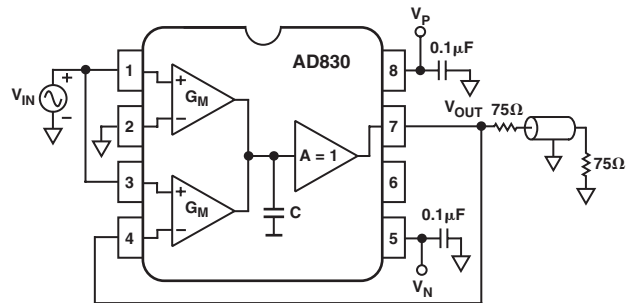 V_P
AD830
0.1μF
V_IN
+
−
1
+
−
G_M
8
2
A = 1
7
V_OUT
75Ω
75Ω
3
+
−
G_M
C
6
4
5
0.1μF
V_N